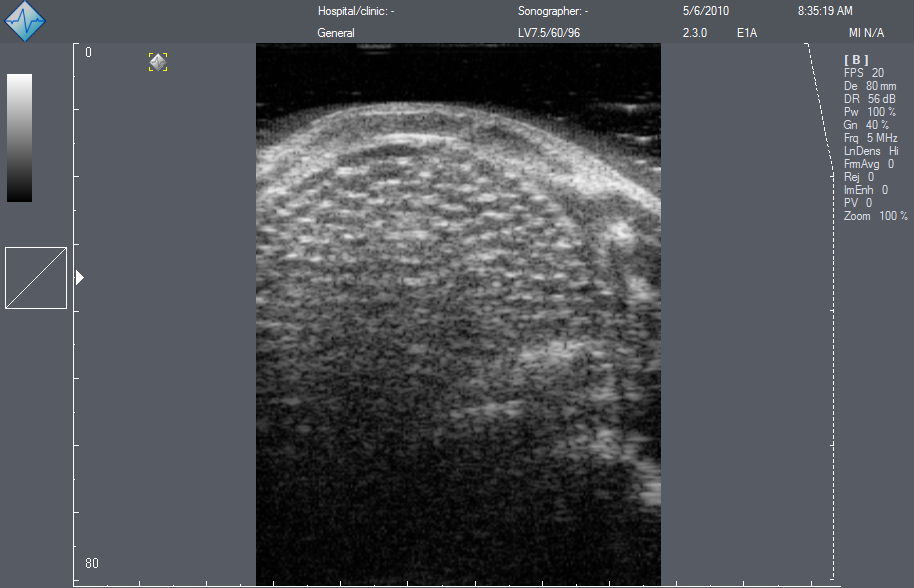 Hospital/clinic: - Sonographer: - 5/6/2010 8:35:19 AM
General LV7.5/60/96 2.3.0 E1A MI N/A
0
[ B ]
FPS 20
De 80 mm
DR 56 dB
Pw 100 %
Gn 40 %
Frq 5 MHz
LnDens Hi
FrmAvg 0
Rej 0
ImEnh 0
PV 0
Zoom 100 %
80